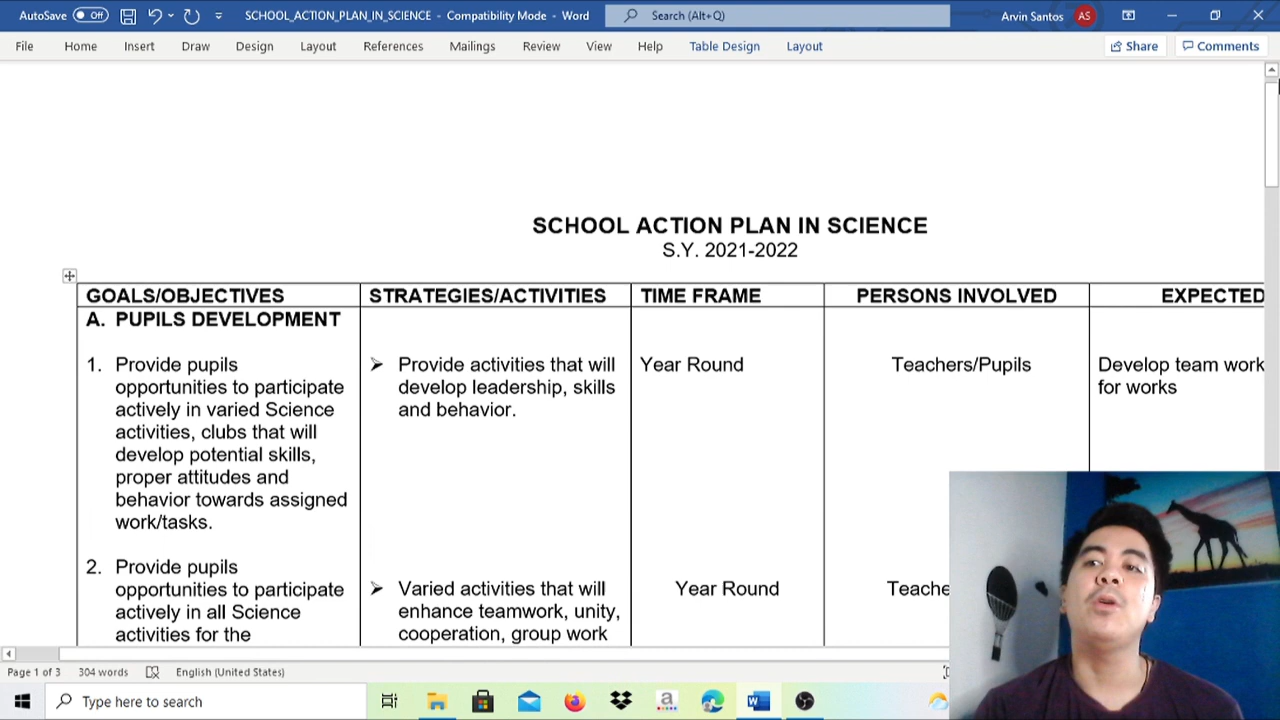 AutoSave Off SCHOOL_ACTION_PLAN_IN_SCIENCE - Compatibility Mode - Word Search (Alt+Q) Arvin Santos AS
File Home Insert Draw Design Layout References Mailings Review View Help Table Design Layout Share Comments
SCHOOL ACTION PLAN IN SCIENCE
S.Y. 2021-2022
GOALS/OBJECTIVES STRATEGIES/ACTIVITIES TIME FRAME PERSONS INVOLVED EXPECTED
A. PUPILS DEVELOPMENT
1. Provide pupils
opportunities to participate
actively in varied Science
activities, clubs that will
develop potential skills,
proper attitudes and
behavior towards assigned
work/tasks.
Provide activities that will
develop leadership, skills
and behavior.
Year Round
Teachers/Pupils
Develop team work
for works
2. Provide pupils
opportunities to participate
actively in all Science
activities for the
Varied activities that will
enhance teamwork, unity,
cooperation, group work
Year Round
Page 1 of 3 304 words English (United States)
Type here to search